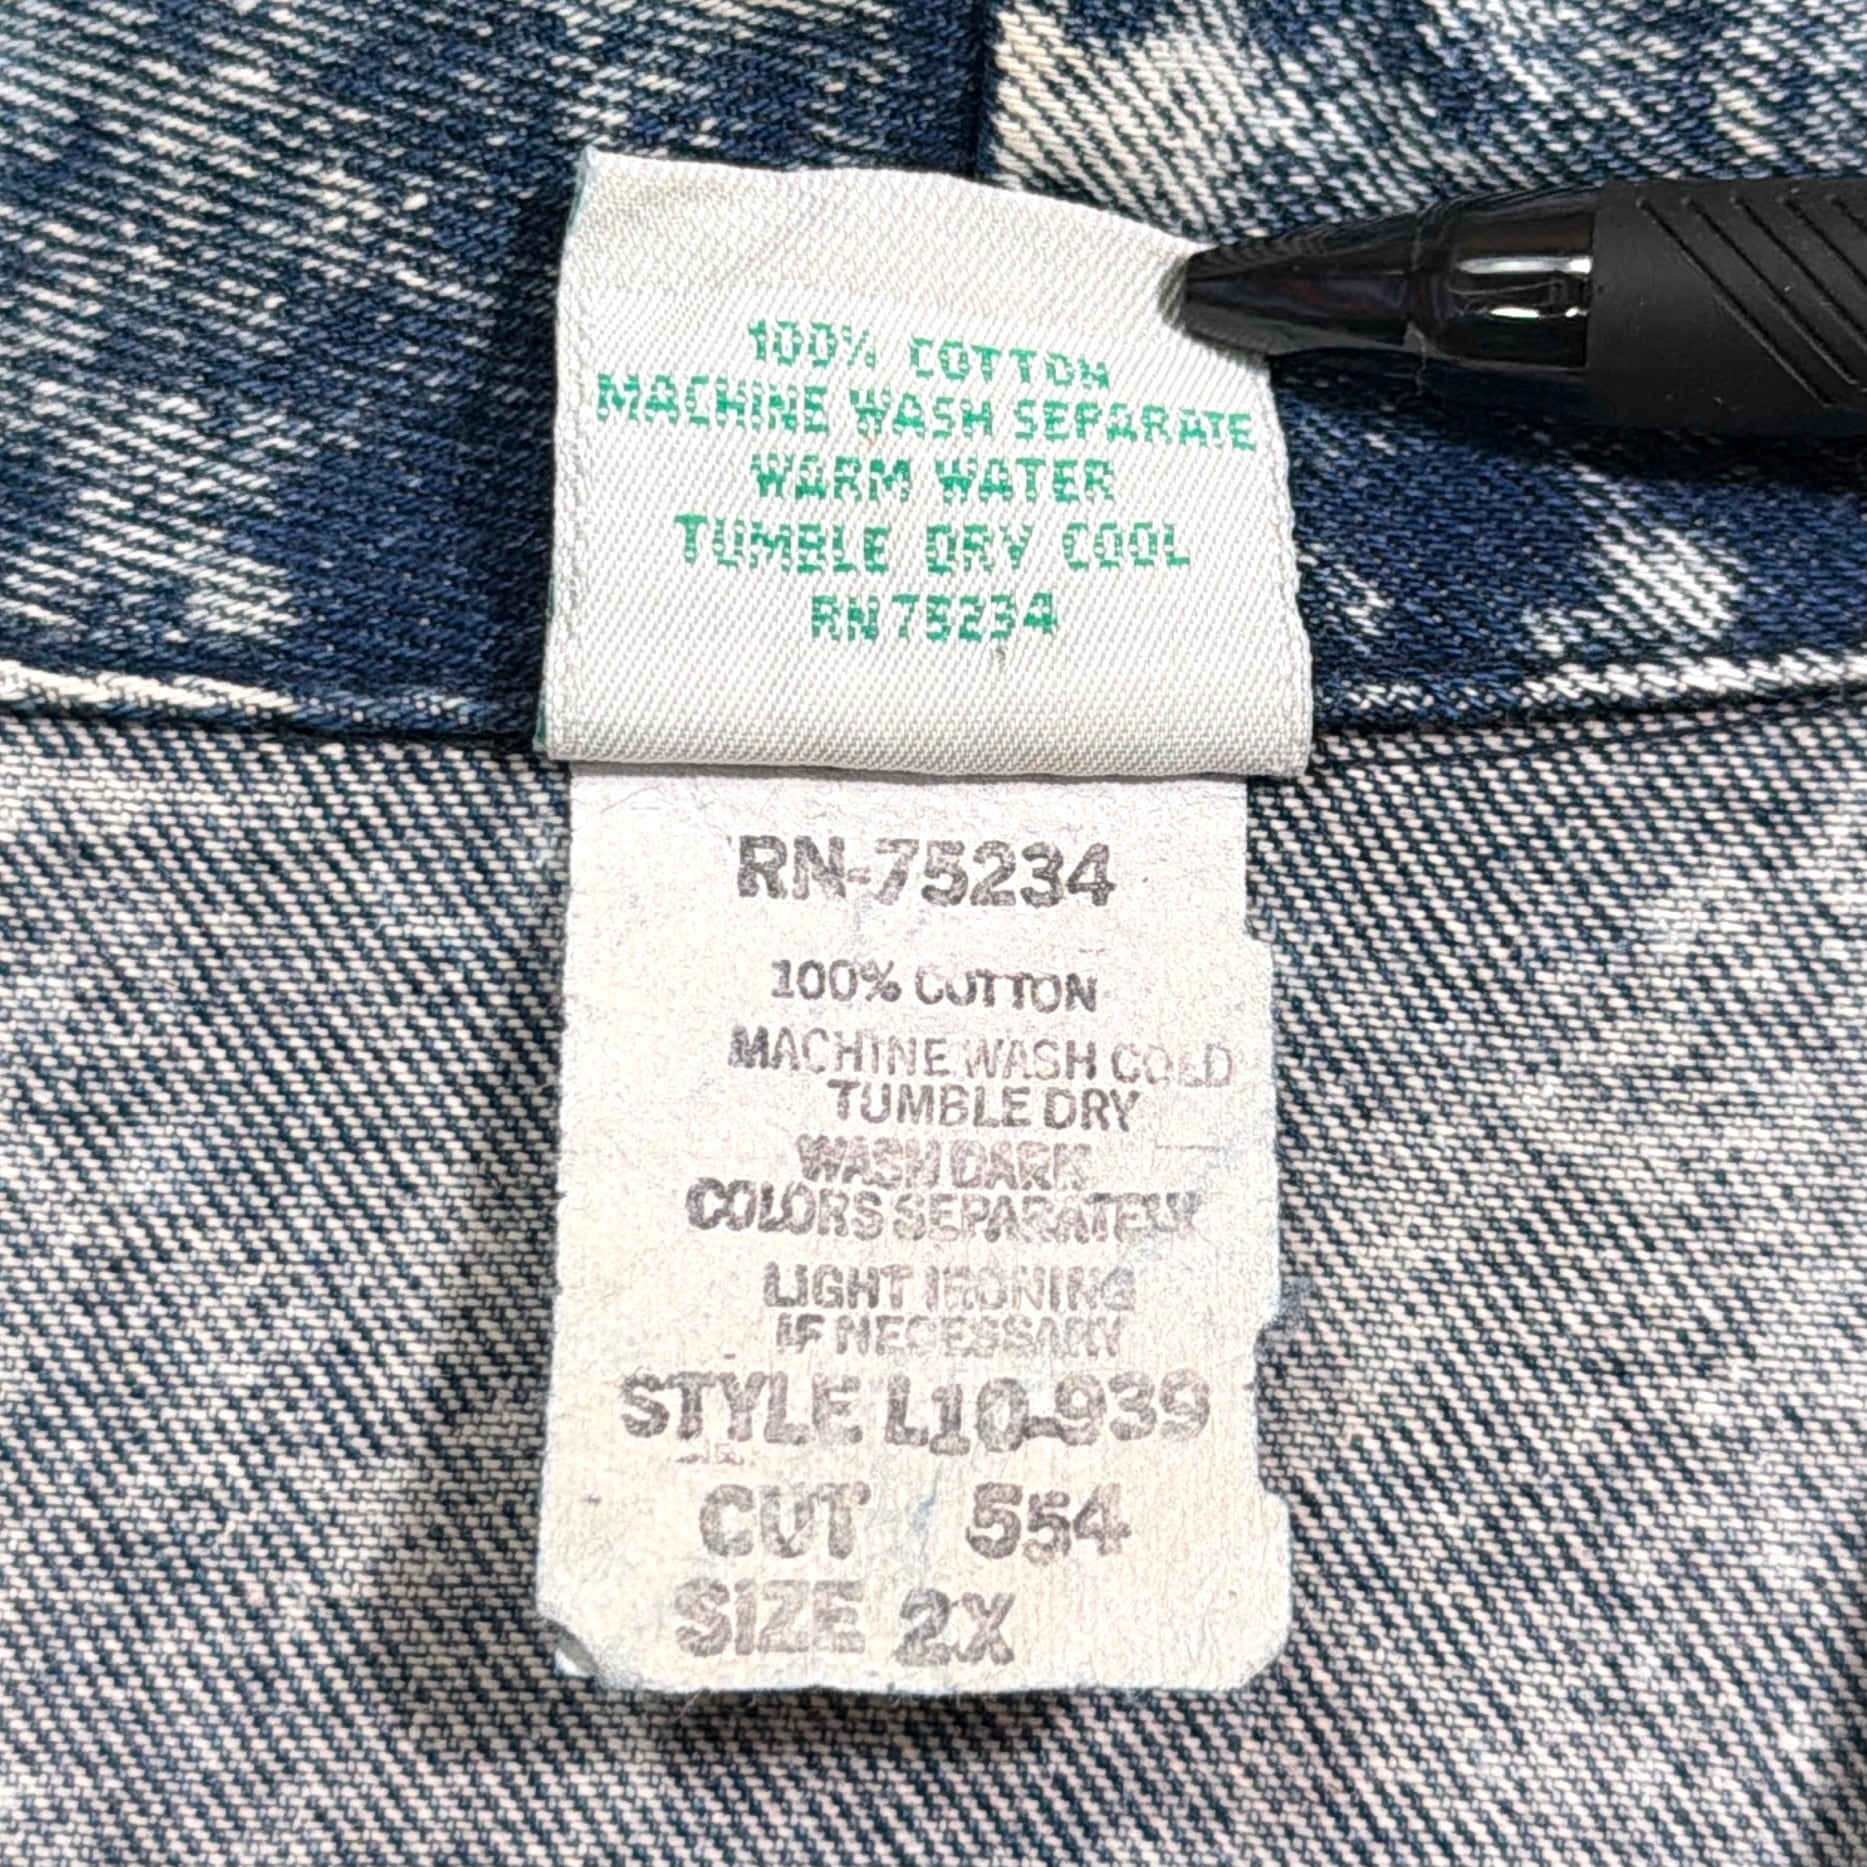 100% COTTON
MACHINE WASH SEPARATE
WARM WATER
TUMBLE DRY COOL
RN 75234
RN-75234
100% COTTON
MACHINE WASH COLD
TUMBLE DRY
WASH DARK
COLORS SEPARATELY
LIGHT IRONING
IF NECESSARY
STYLE L10-939
CUT 554
SIZE 2X